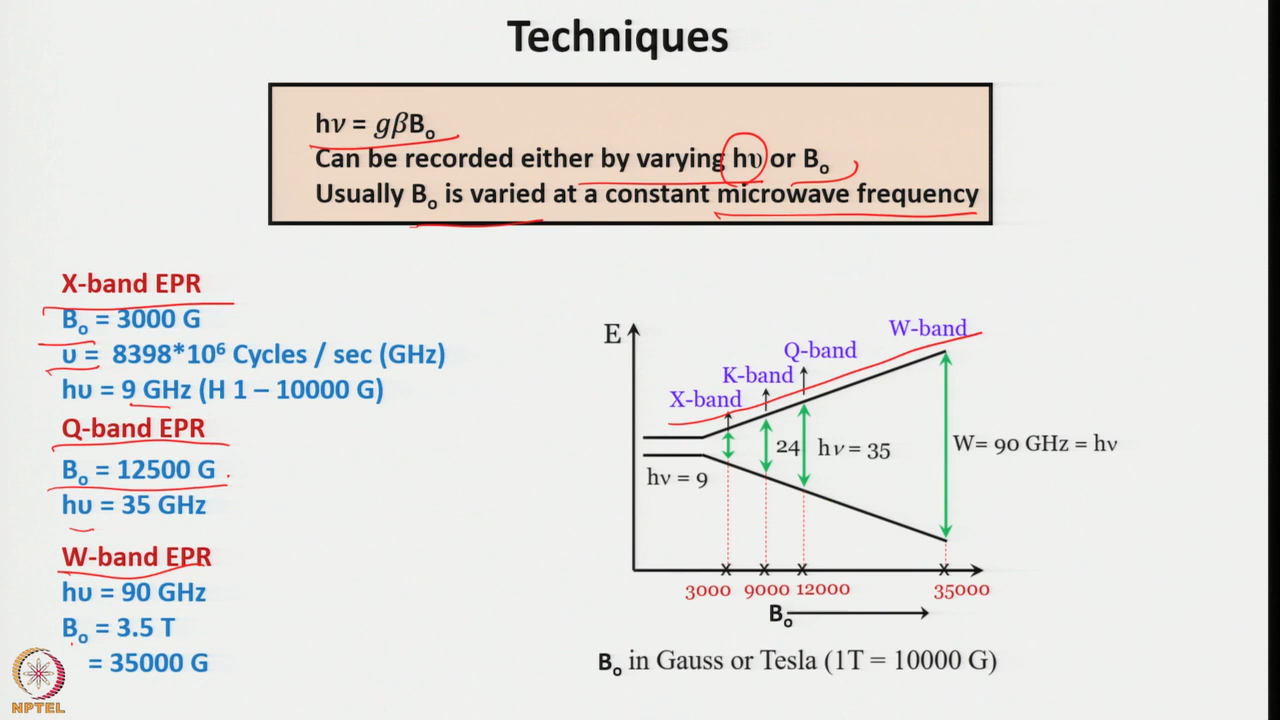 Techniques
hν = gβB₀
Can be recorded either by varying hυ or B₀
Usually B₀ is varied at a constant microwave frequency
X-band EPR
B₀ = 3000 G
υ = 8398*10⁶ Cycles / sec (GHz)
hυ = 9 GHz (H 1 – 10000 G)
Q-band EPR
B₀ = 12500 G
hυ = 35 GHz
W-band EPR
hυ = 90 GHz
B₀ = 3.5 T
= 35000 G
NPTEL
E
W-band
Q-band
K-band
X-band
24
hν = 35
W= 90 GHz = hν
hν = 9
3000 9000 12000 35000
B₀
B₀ in Gauss or Tesla (1T = 10000 G)